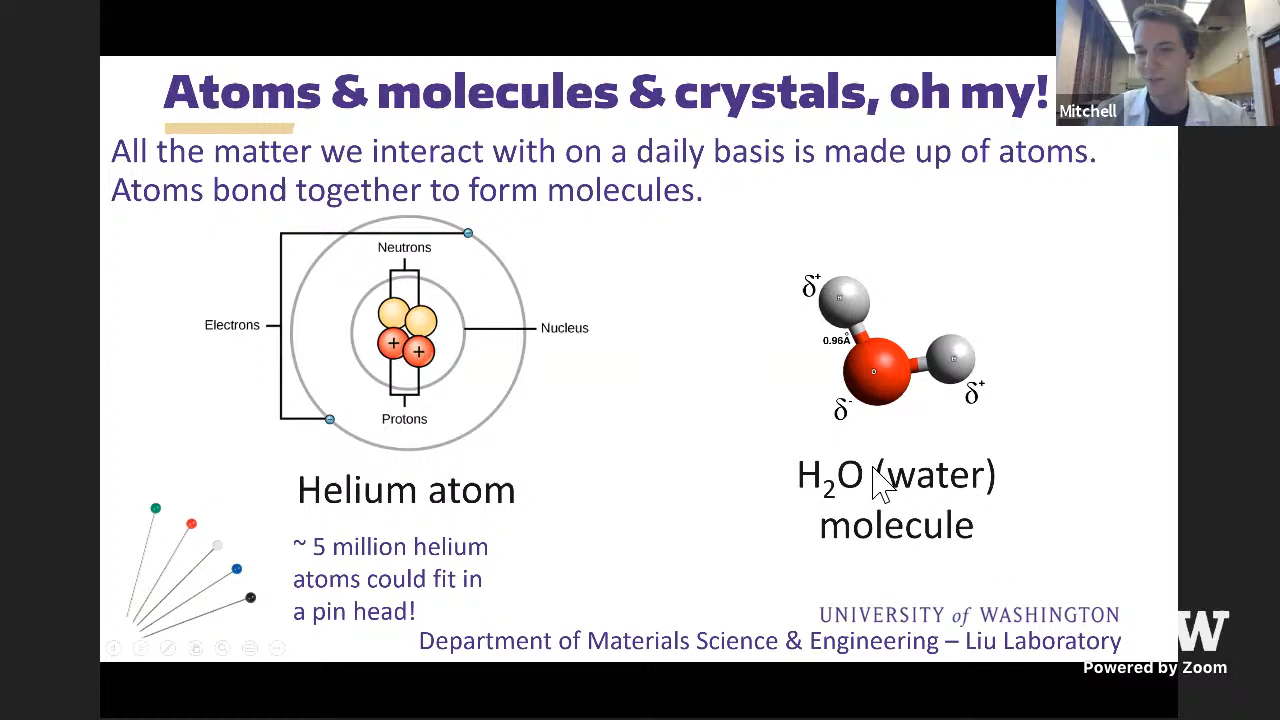 Atoms & molecules & crystals, oh my!
Mitchell
All the matter we interact with on a daily basis is made up of atoms.
Atoms bond together to form molecules.
Neutrons
Electrons
Nucleus
+
+
Protons
Helium atom
~ 5 million helium
atoms could fit in
a pin head!
δ+
H
0.96Å
O
H
δ+
δ-
H₂O (water)
molecule
UNIVERSITY of WASHINGTON
Department of Materials Science & Engineering – Liu Laboratory
W
Powered by Zoom